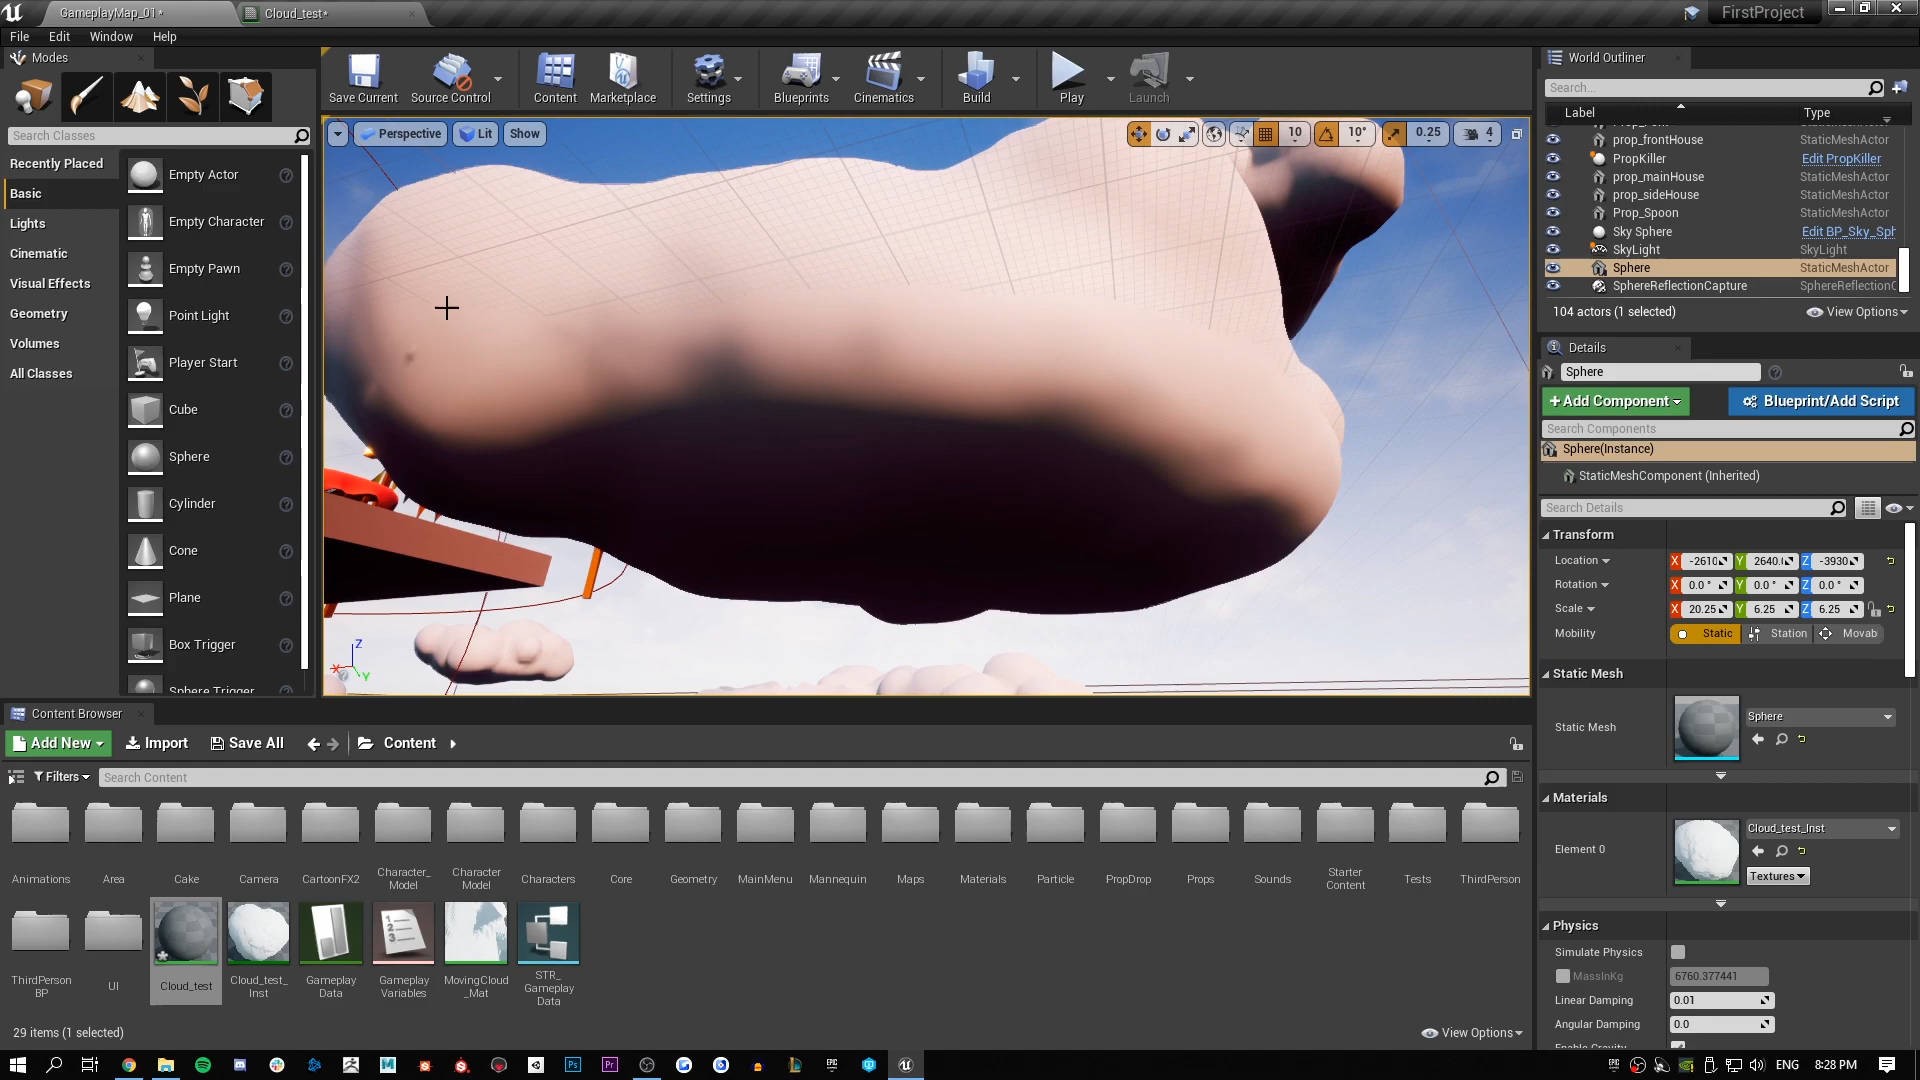 GameplayMap_01*
Cloud_test*
FirstProject
File Edit Window Help
Modes
Search Classes
Recently Placed
Basic
Lights
Cinematic
Visual Effects
Geometry
Volumes
All Classes
Empty Actor
Empty Character
Empty Pawn
Point Light
Player Start
Cube
Sphere
Cylinder
Cone
Plane
Box Trigger
Sphere Trigger
Save Current
Source Control
Content
Marketplace
Settings
Blueprints
Cinematics
Build
Play
Launch
Perspective
Lit
Show
10
10°
0.25
4
Z
X
Y
World Outliner
Search...
Label Type
prop_frontHouse StaticMeshActor
PropKiller Edit PropKiller
prop_mainHouse StaticMeshActor
prop_sideHouse StaticMeshActor
Prop_Spoon StaticMeshActor
Sky Sphere Edit BP_Sky_Sph
SkyLight SkyLight
Sphere StaticMeshActor
SphereReflectionCapture SphereReflectionC
104 actors (1 selected) View Options
Details
Sphere
+Add Component Blueprint/Add Script
Search Components
Sphere(Instance)
StaticMeshComponent (Inherited)
Search Details
Transform
Location X -2610 Y 2640.( Z -3930
Rotation X 0.0 ° Y 0.0 ° Z 0.0 °
Scale X 20.25 Y 6.25 Z 6.25
Mobility Static Station Movab
Static Mesh
Static Mesh Sphere
Materials
Element 0 Cloud_test_Inst
Textures
Physics
Simulate Physics
MassInKg 6760.377441
Linear Damping 0.01
Angular Damping 0.0
Enable Gravity
Content Browser
Add New Import Save All Content
Filters Search Content
Animations
Area
Cake
Camera
CartoonFX2
Character_
Model
Character
Model
Characters
Core
Geometry
MainMenu
Mannequin
Maps
Materials
Particle
PropDrop
Props
Sounds
Starter
Content
Tests
ThirdPerson
ThirdPerson
BP
UI
Cloud_test
Cloud_test_
Inst
Gameplay
Data
Gameplay
Variables
MovingCloud
_Mat
STR_
Gameplay
Data
29 items (1 selected) View Options
ENG 8:28 PM